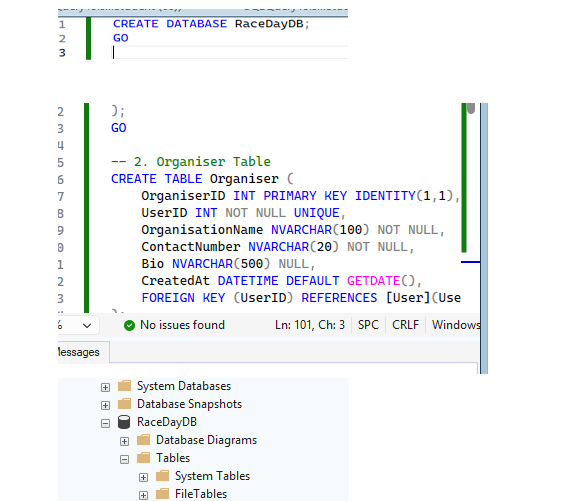 1 CREATE DATABASE RaceDayDB;
2 GO
3
2 );
3 GO
4
5 -- 2. Organiser Table
6 CREATE TABLE Organiser (
7 OrganiserID INT PRIMARY KEY IDENTITY(1,1),
8 UserID INT NOT NULL UNIQUE,
9 OrganisationName NVARCHAR(100) NOT NULL,
0 ContactNumber NVARCHAR(20) NOT NULL,
1 Bio NVARCHAR(500) NULL,
2 CreatedAt DATETIME DEFAULT GETDATE(),
3 FOREIGN KEY (UserID) REFERENCES [User](Use
% No issues found Ln: 101, Ch: 3 SPC CRLF Windows
Messages
System Databases
Database Snapshots
RaceDayDB
Database Diagrams
Tables
System Tables
FileTables